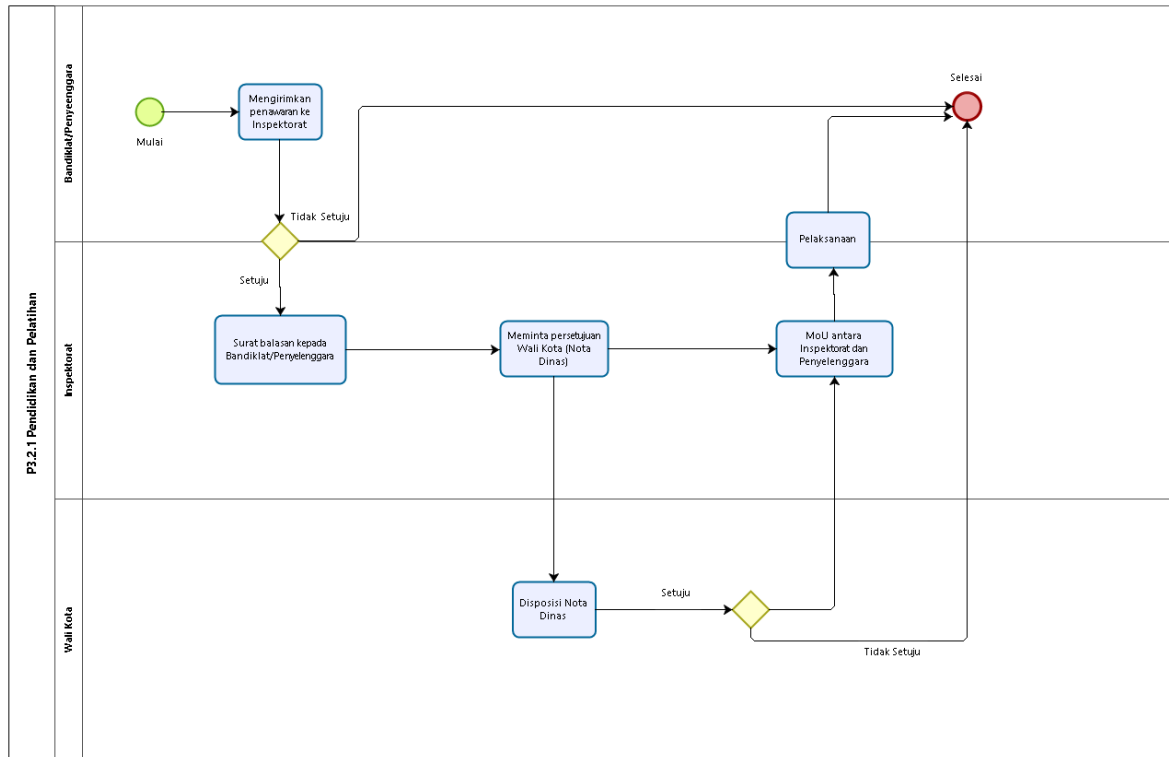 P3.2.1 Pendidikan dan Pelatihan
Bandiklat/Penyeenggara
Mulai
Mengirimkan
penawaran ke
Inspektorat
Selesai
Tidak Setuju
Pelaksanaan
Inspektorat
Setuju
Surat balasan kepada
Bandiklat/Penyelenggara
Meminta persetujuan
Wali Kota (Nota
Dinas)
MoU antara
Inspektorat dan
Penyelenggara
Wali Kota
Disposisi Nota
Dinas
Setuju
Tidak Setuju